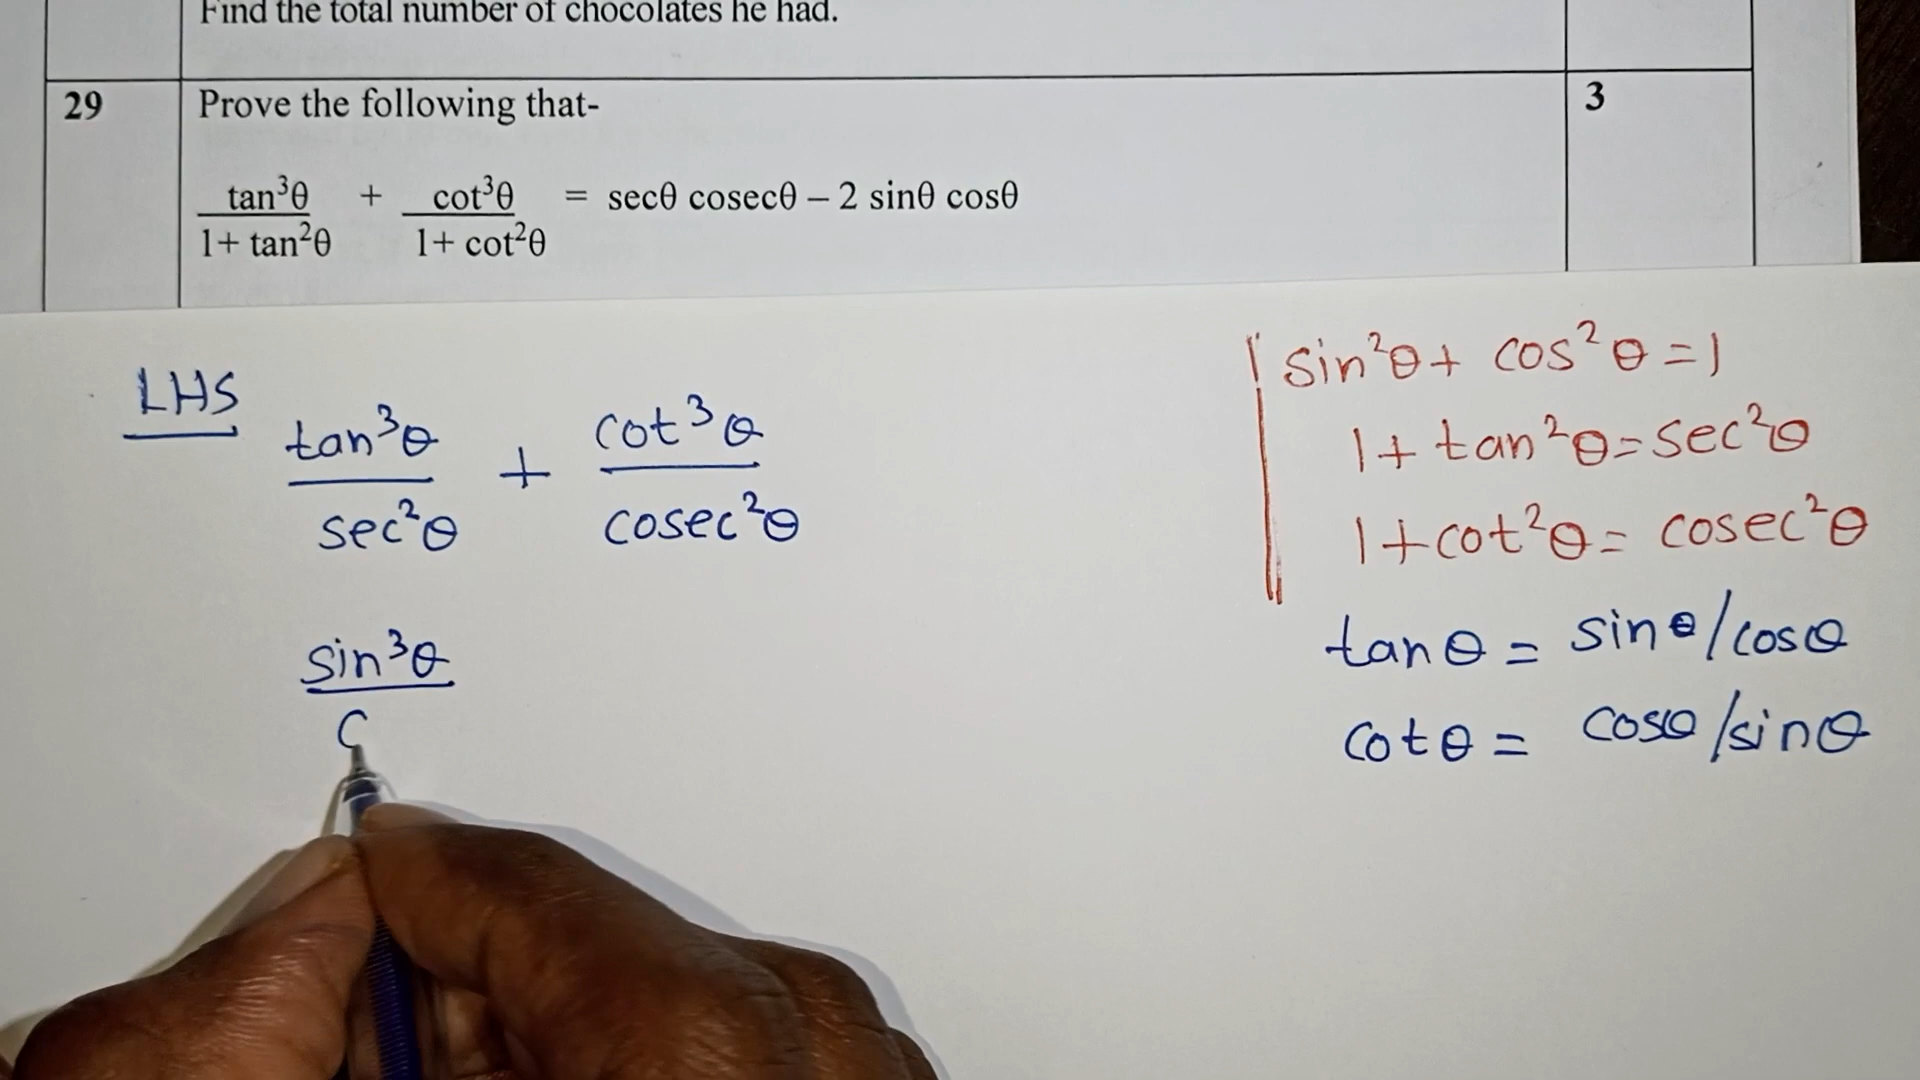 Find the total number of chocolates he had.
29 Prove the following that- 3
tan³θ + cot³θ = secθ cosecθ – 2 sinθ cosθ
1+ tan²θ 1+ cot²θ
LHS
tan³θ + cot³θ
sec²θ cosec²θ
sin³θ
C
sin²θ + cos²θ = 1
1 + tan²θ = sec²θ
1 + cot²θ = cosec²θ
tanθ = sinθ/cosθ
cotθ = cosθ/sinθ